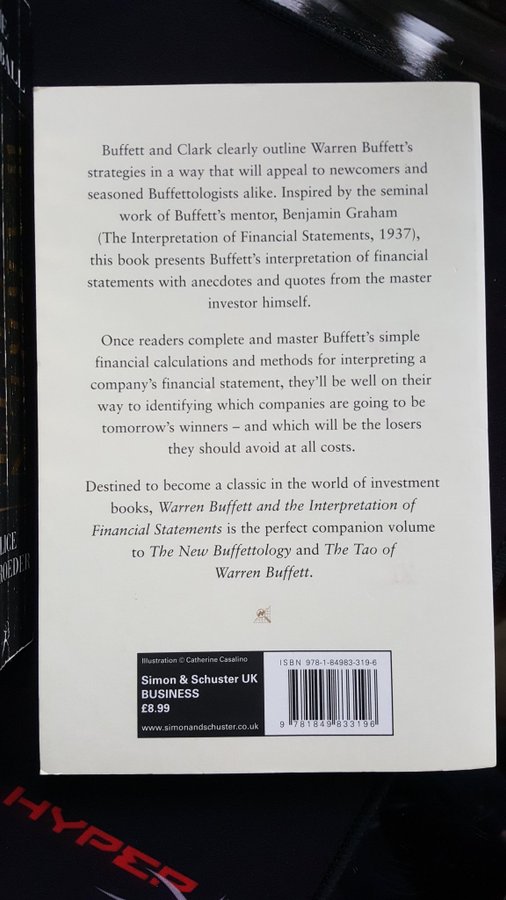 Buffett and Clark clearly outline Warren Buffett's
strategies in a way that will appeal to newcomers and
seasoned Buffettologists alike. Inspired by the seminal
work of Buffett's mentor, Benjamin Graham
(The Interpretation of Financial Statements, 1937),
this book presents Buffett's interpretation of financial
statements with anecdotes and quotes from the master
investor himself.
Once readers complete and master Buffett's simple
financial calculations and methods for interpreting a
company's financial statement, they'll be well on their
way to identifying which companies are going to be
tomorrow's winners – and which will be the losers
they should avoid at all costs.
Destined to become a classic in the world of investment
books, Warren Buffett and the Interpretation of
Financial Statements is the perfect companion volume
to The New Buffettology and The Tao of
Warren Buffett.
Illustration © Catherine Casalino
Simon & Schuster UK
BUSINESS
£8.99
www.simonandschuster.co.uk
ISBN 978-1-84983-319-6
9 781849 833196
HYPER